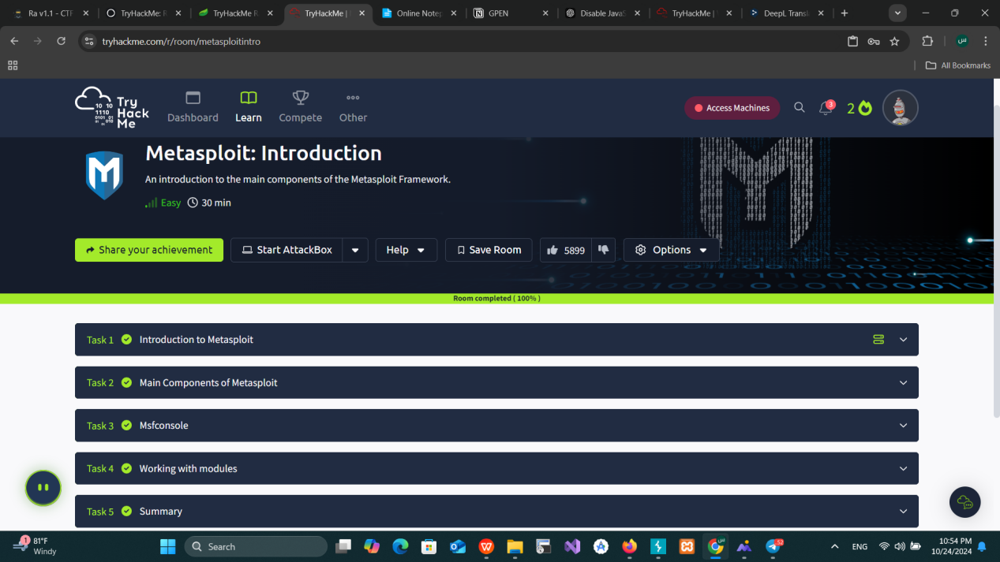 Ra v1.1 - CTF
TryHackMe: R
TryHackMe R
TryHackMe |
Online Notep
GPEN
Disable JavaS
TryHackMe |
DeepL Transl
tryhackme.com/r/room/metasploitintro
س
All Bookmarks
Try
Hack
Me
Dashboard
Learn
Compete
Other
Access Machines
3
2
Metasploit: Introduction
An introduction to the main components of the Metasploit Framework.
Easy 30 min
Share your achievement
Start AttackBox
Help
Save Room
5899
Options
Room completed ( 100% )
Task 1 Introduction to Metasploit
Task 2 Main Components of Metasploit
Task 3 Msfconsole
Task 4 Working with modules
Task 5 Summary
1
81°F
Windy
Search
52
ENG
10:54 PM
10/24/2024